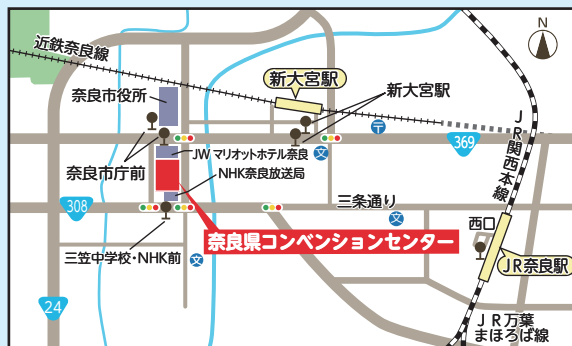 N
近鉄奈良線
新大宮駅
新大宮駅
奈良市役所
〒
369
JR関西本線
奈良市庁前
JW マリオットホテル奈良
文
NHK奈良放送局
308
三条通り
文
西口
奈良県コンベンションセンター
三笠中学校・NHK前
文
JR奈良駅
24
JR万葉
まほろば線